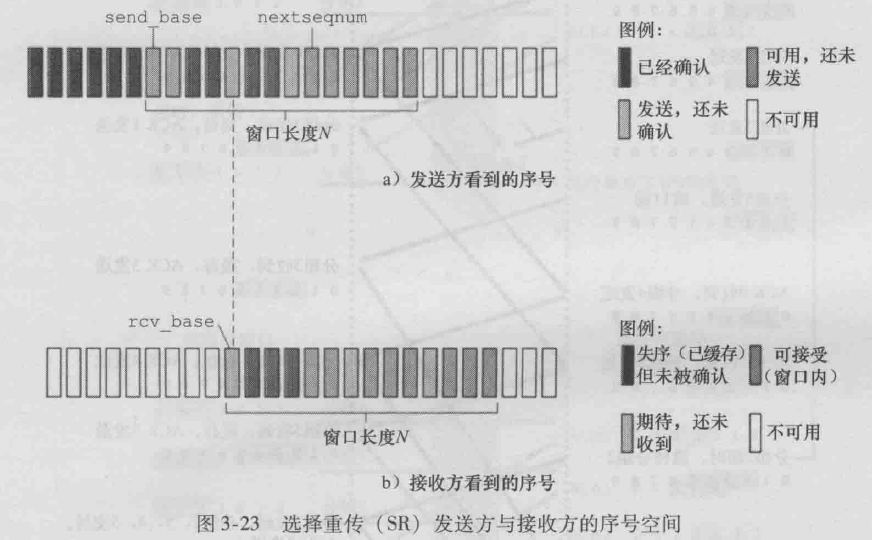 send_base nextseqnum
图例:
已经确认
可用，还未
发送
发送，还未
确认
不可用
窗口长度N
a）发送方看到的序号
rcv_base
图例:
失序（已缓存）
但未被确认
可接受
（窗口内）
期待，还未
收到
不可用
窗口长度N
b）接收方看到的序号
图 3-23 选择重传（SR）发送方与接收方的序号空间